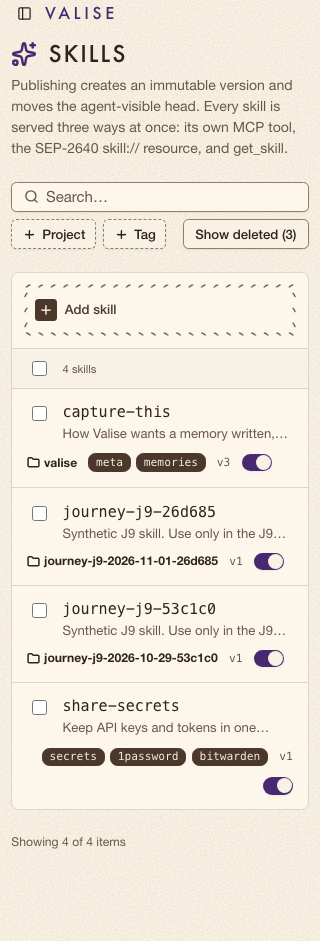 VALISE
SKILLS
Publishing creates an immutable version and
moves the agent-visible head. Every skill is
served three ways at once: its own MCP tool,
the SEP-2640 skill:// resource, and get_skill.
Search...
+ Project + Tag Show deleted (3)
+ Add skill
4 skills
capture-this
How Valise wants a memory written,...
valise meta memories v3
journey-j9-26d685
Synthetic J9 skill. Use only in the J9...
journey-j9-2026-11-01-26d685 v1
journey-j9-53c1c0
Synthetic J9 skill. Use only in the J9...
journey-j9-2026-10-29-53c1c0 v1
share-secrets
Keep API keys and tokens in one...
secrets 1password bitwarden v1
Showing 4 of 4 items